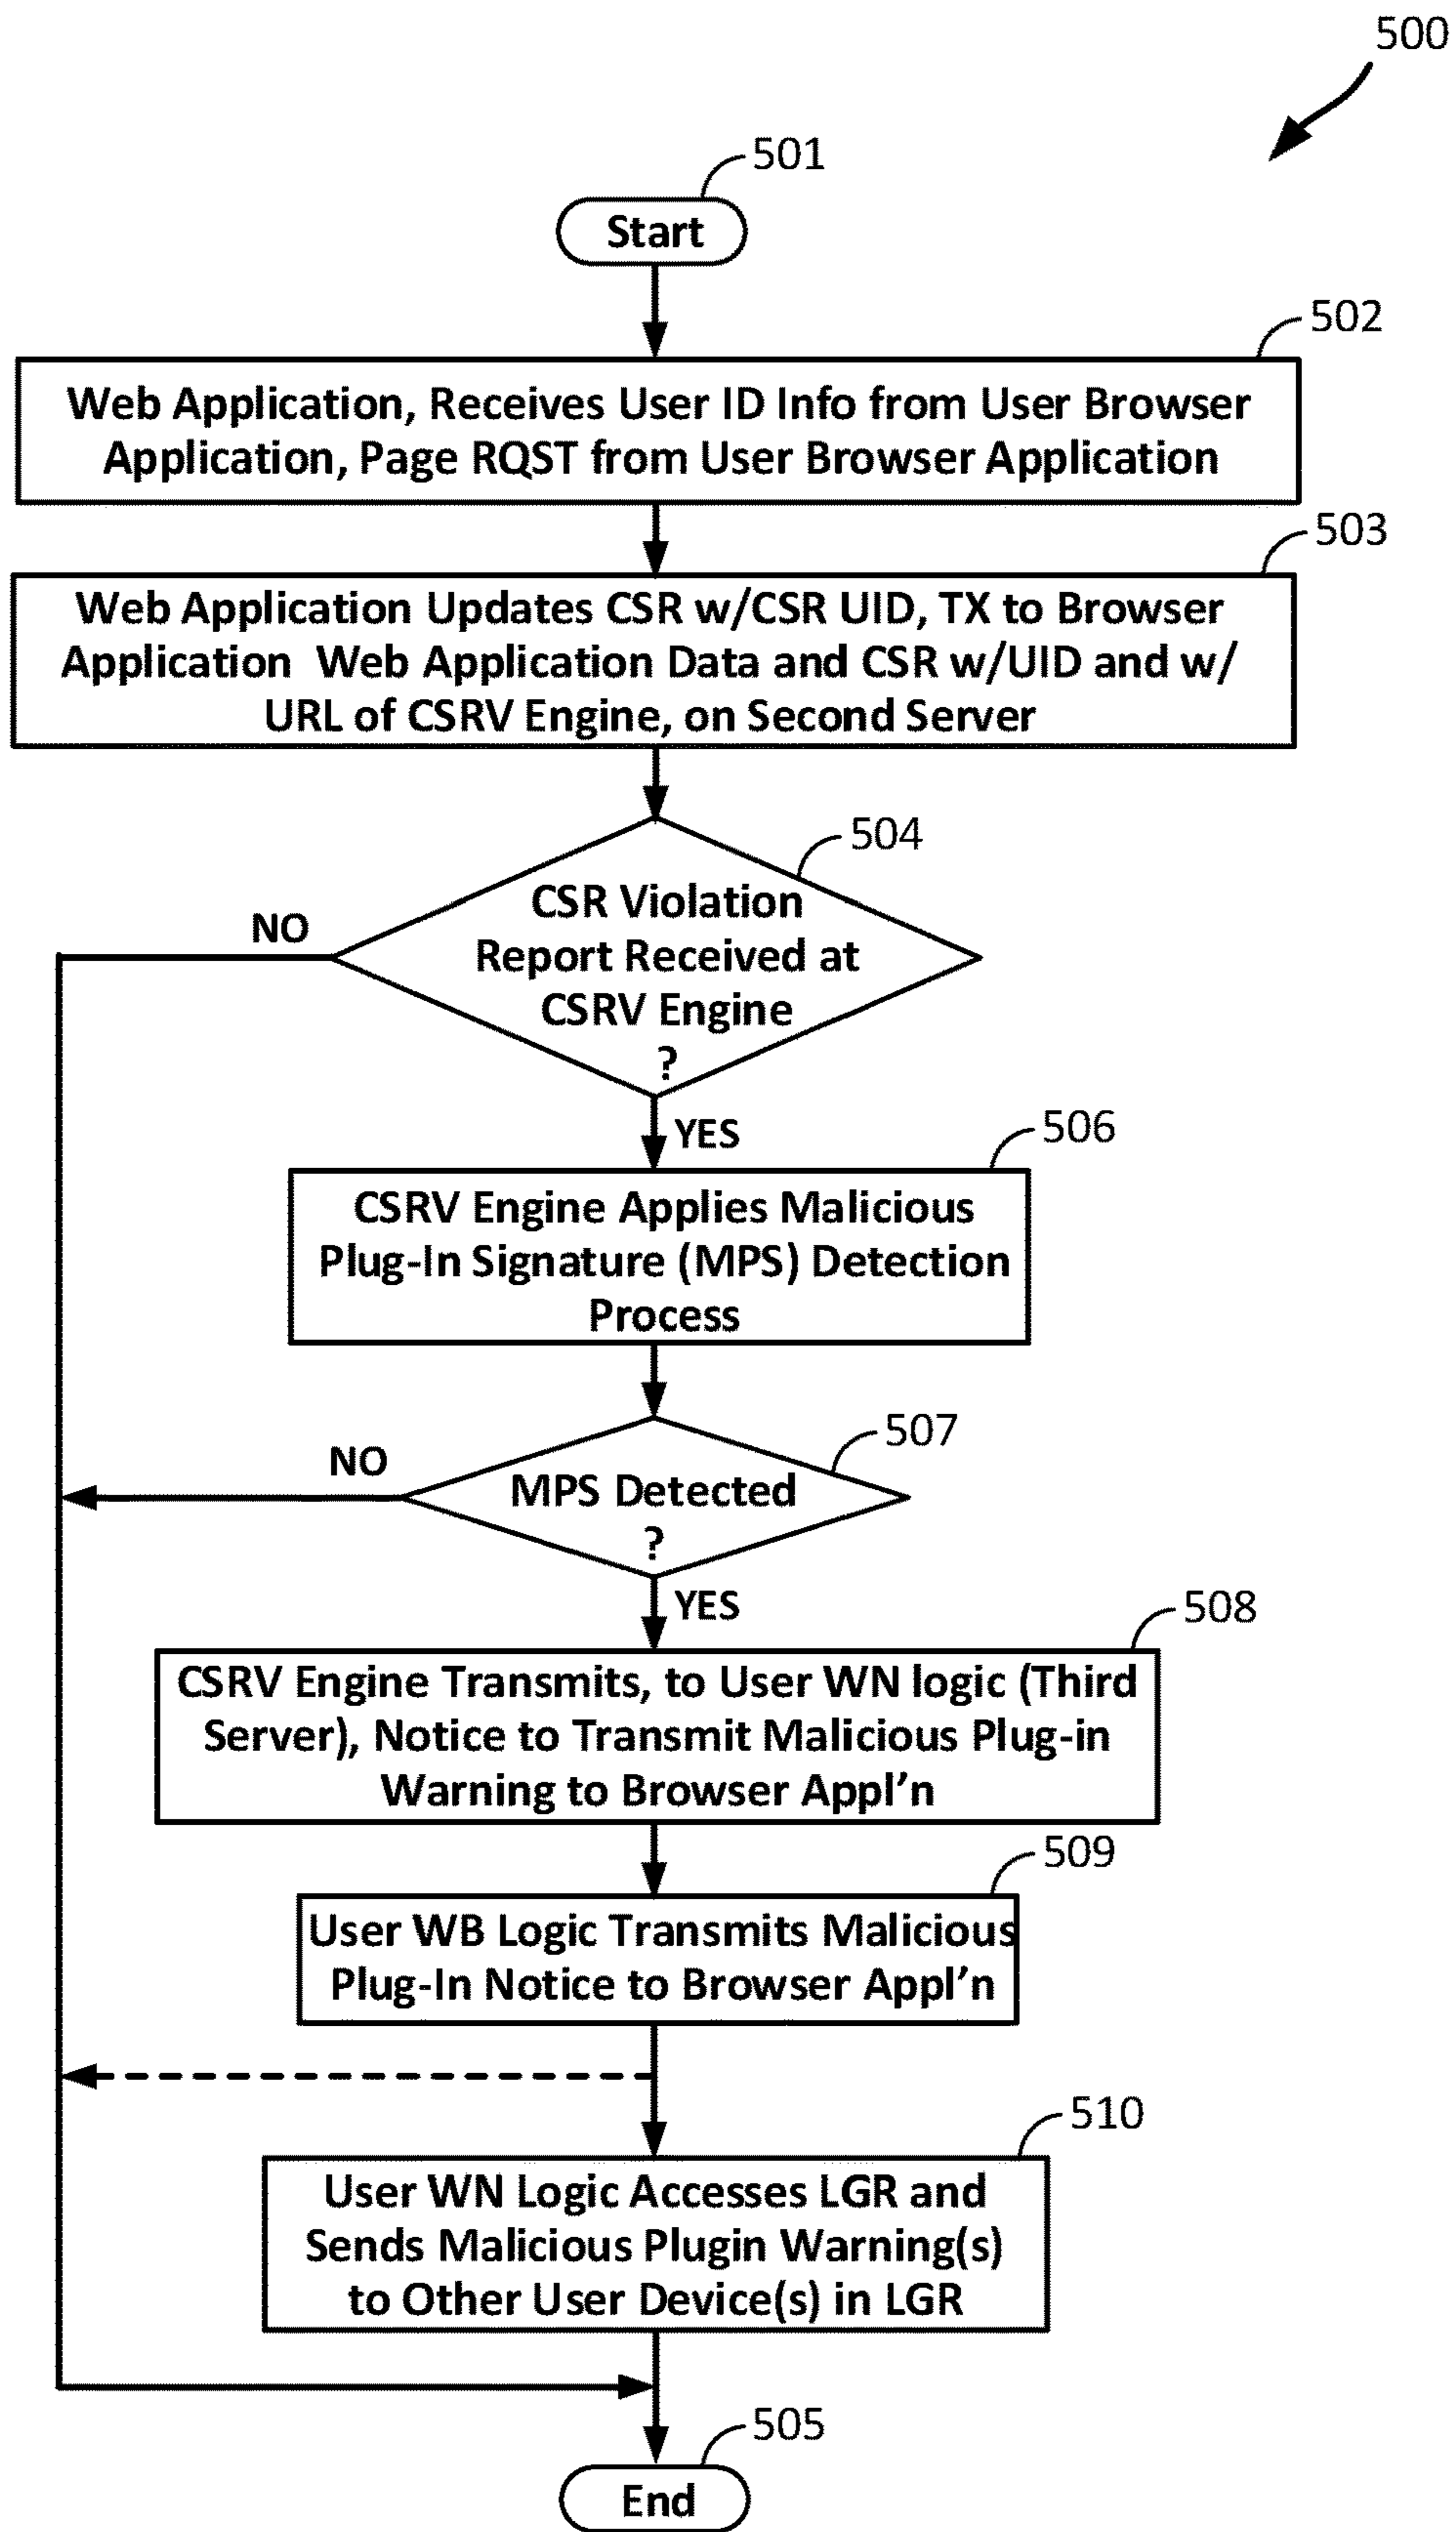 500
501
Start
502
Web Application, Receives User ID Info from User Browser
Application, Page RQST from User Browser Application
503
Web Application Updates CSR w/CSR UID, TX to Browser
Application Web Application Data and CSR w/UID and w/
URL of CSRV Engine, on Second Server
504
CSR Violation
Report Received at
CSRV Engine
?
NO
YES
506
CSRV Engine Applies Malicious
Plug-In Signature (MPS) Detection
Process
507
NO
MPS Detected
?
YES
508
CSRV Engine Transmits, to User WN logic (Third
Server), Notice to Transmit Malicious Plug-in
Warning to Browser Appl’n
509
User WB Logic Transmits Malicious
Plug-In Notice to Browser Appl’n
510
User WN Logic Accesses LGR and
Sends Malicious Plugin Warning(s)
to Other User Device(s) in LGR
505
End